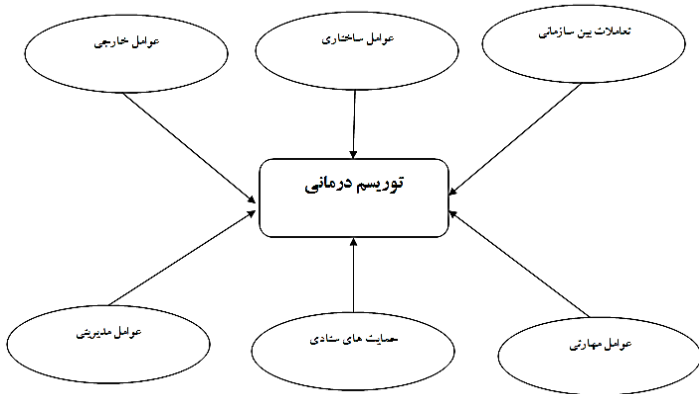 تعاملات بین سازمانی
عوامل ساختاری
عوامل خارجی
توریسم درمانی
عوامل مهارتی
حمایت های ستادی
عوامل مدیریتی